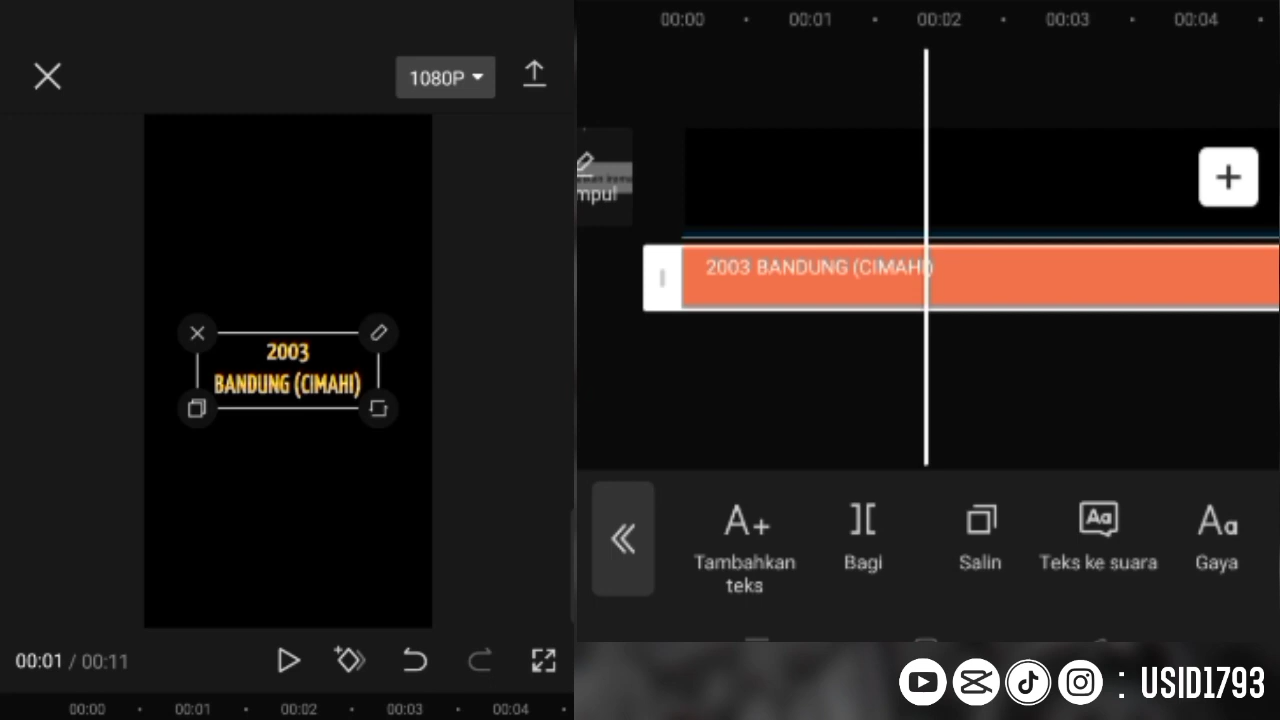 1080P
2003
BANDUNG (CIMAHI)
00:01 / 00:11
00:00 00:01 00:02 00:03 00:04
00:00 00:01 00:02 00:03 00:04
mpul
2003 BANDUNG (CIMAHI)
Tambahkan
teks
Bagi
Salin
Aa
Teks ke suara
Gaya
: USID1793